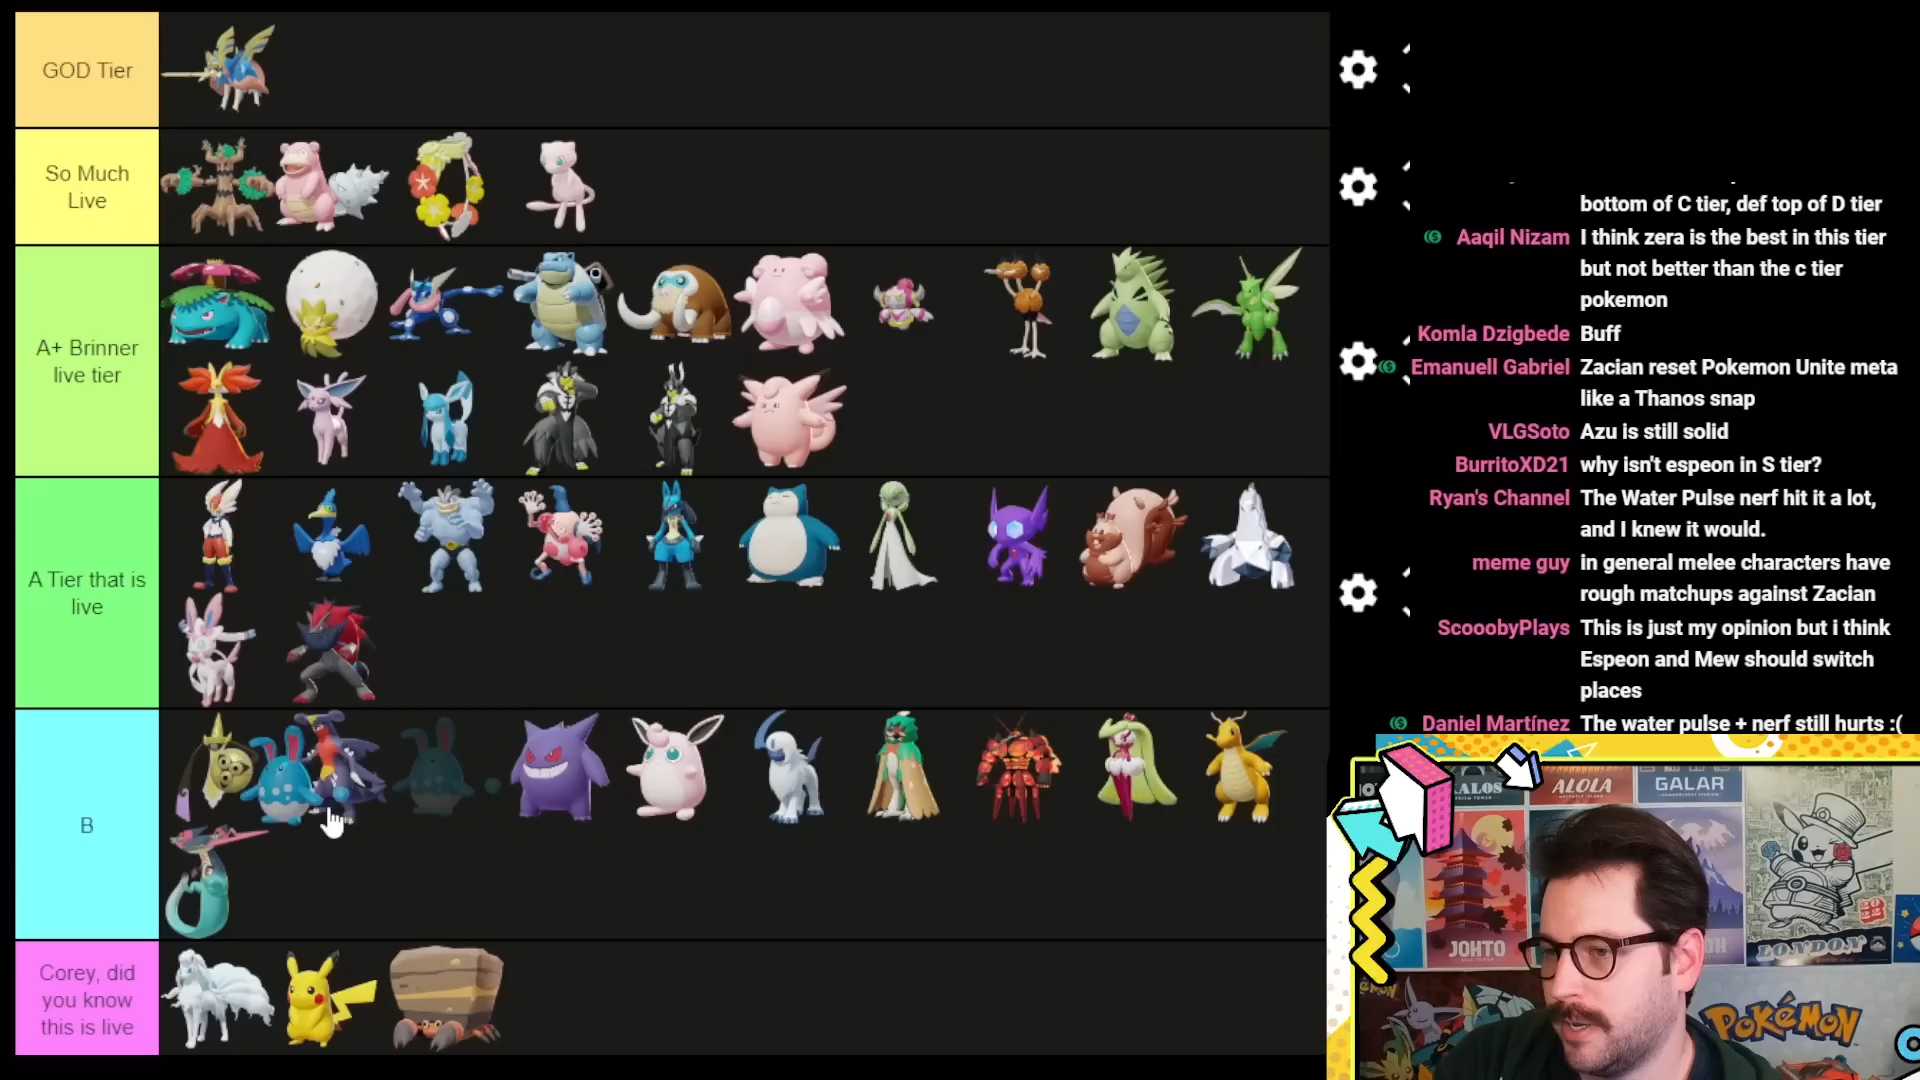 GOD Tier
So Much
Live
A+ Brinner
live tier
A Tier that is
live
B
Corey, did
you know
this is live
bottom of C tier, def top of D tier
Aaqil Nizam I think zera is the best in this tier
but not better than the c tier
pokemon
Komla Dzigbede Buff
Emanuell Gabriel Zacian reset Pokemon Unite meta
like a Thanos snap
VLGSoto Azu is still solid
BurritoXD21 why isn't espeon in S tier?
Ryan's Channel The Water Pulse nerf hit it a lot,
and I knew it would.
meme guy in general melee characters have
rough matchups against Zacian
ScooobyPlays This is just my opinion but i think
Espeon and Mew should switch
places
Daniel Martínez The water pulse + nerf still hurts :(
ALOLA
GALAR
JOHTO
2022
LONDON
POKéMON